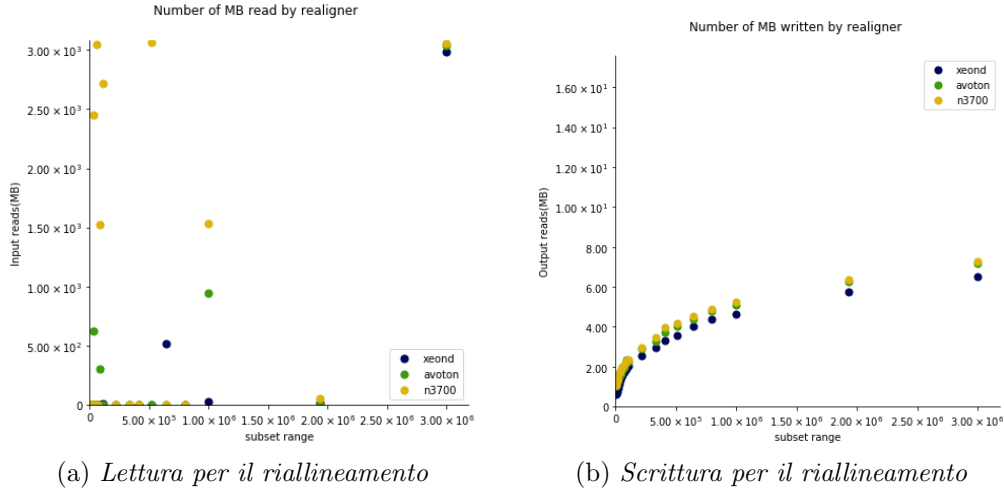 Number of MB read by realigner
3.00 × 10³
2.50 × 10³
2.00 × 10³
1.50 × 10³
1.00 × 10³
5.00 × 10²
0
Input reads(MB)
xeond
avoton
n3700
0 5.00 × 10⁵ 1.00 × 10⁶ 1.50 × 10⁶ 2.00 × 10⁶ 2.50 × 10⁶ 3.00 × 10⁶
subset range
(a) Lettura per il riallineamento
Number of MB written by realigner
1.60 × 10¹
1.40 × 10¹
1.20 × 10¹
1.00 × 10¹
8.00
6.00
4.00
2.00
0
Output reads(MB)
xeond
avoton
n3700
0 5.00 × 10⁵ 1.00 × 10⁶ 1.50 × 10⁶ 2.00 × 10⁶ 2.50 × 10⁶ 3.00 × 10⁶
subset range
(b) Scrittura per il riallineamento